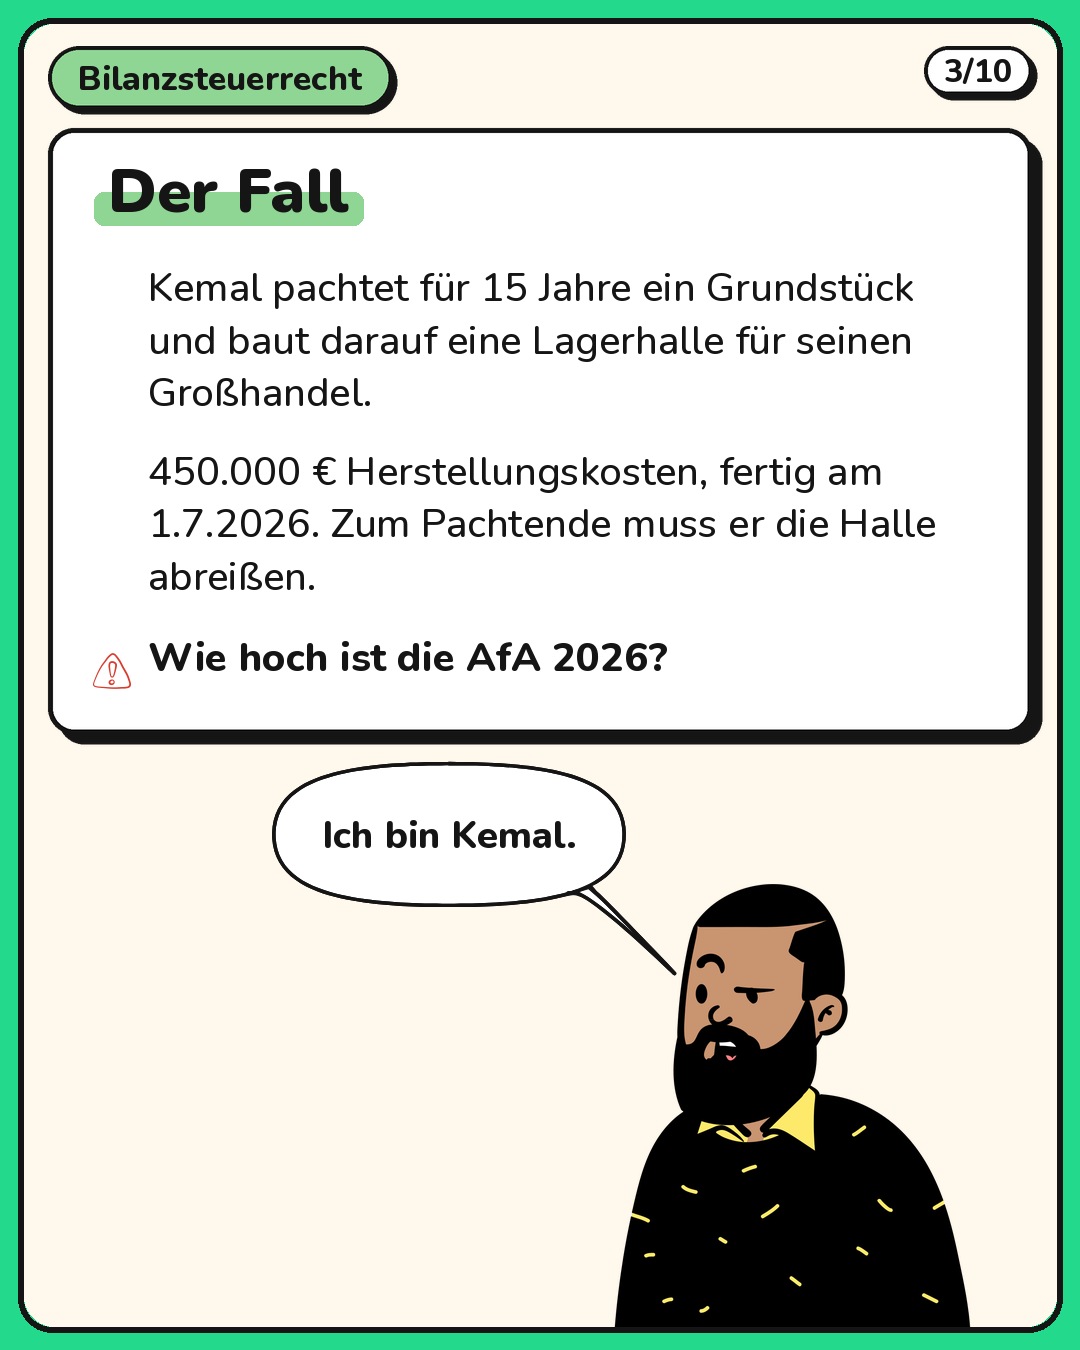 Bilanzsteuerrecht
3/10
Der Fall
Kemal pachtet für 15 Jahre ein Grundstück
und baut darauf eine Lagerhalle für seinen
Großhandel.
450.000 € Herstellungskosten, fertig am
1.7.2026. Zum Pachtende muss er die Halle
abreißen.
Wie hoch ist die AfA 2026?
Ich bin Kemal.